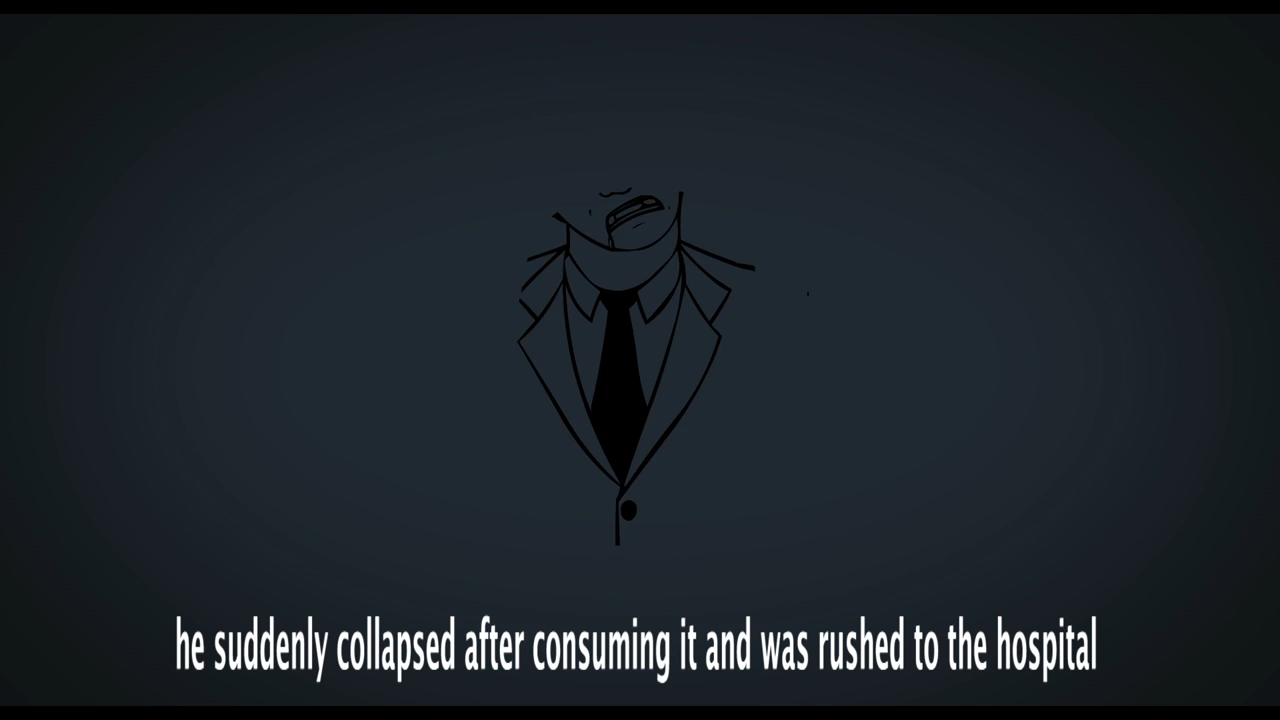 he suddenly collapsed after consuming it and was rushed to the hospital